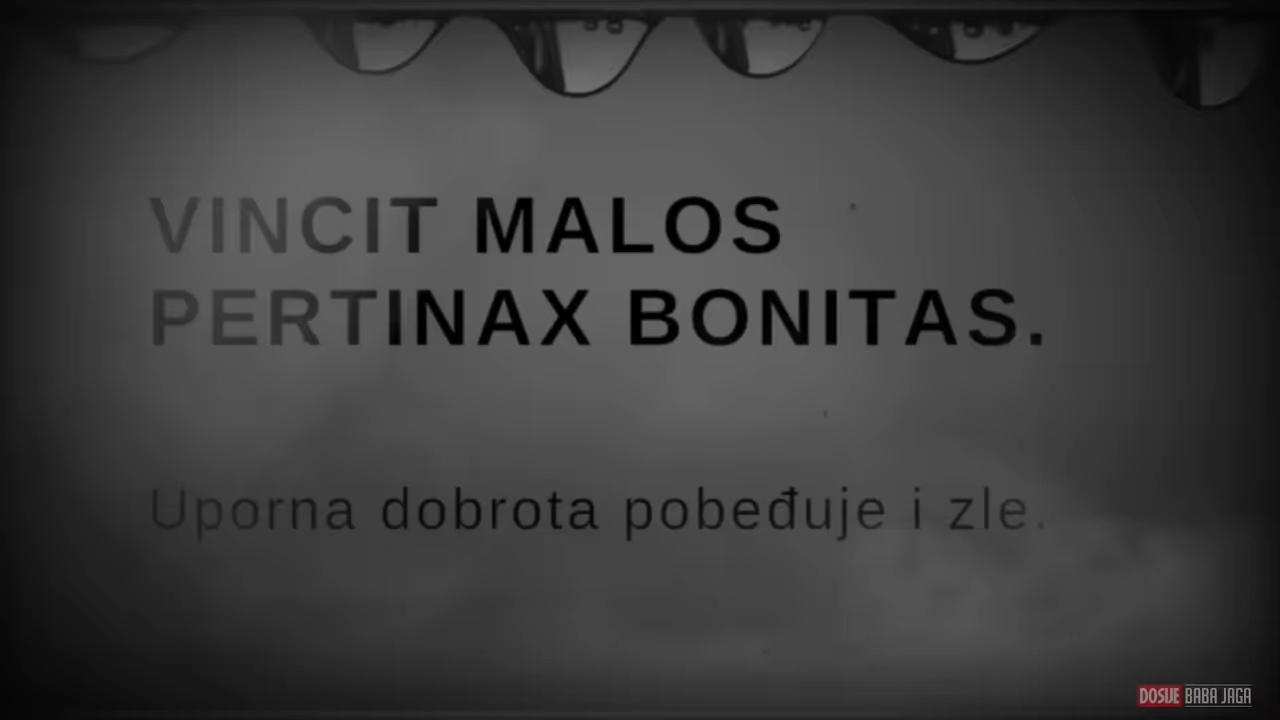 VINCIT MALOS
PERTINAX BONITAS.
Uporna dobrota pobeđuje i zle.
DOSIJE BABA JAGA